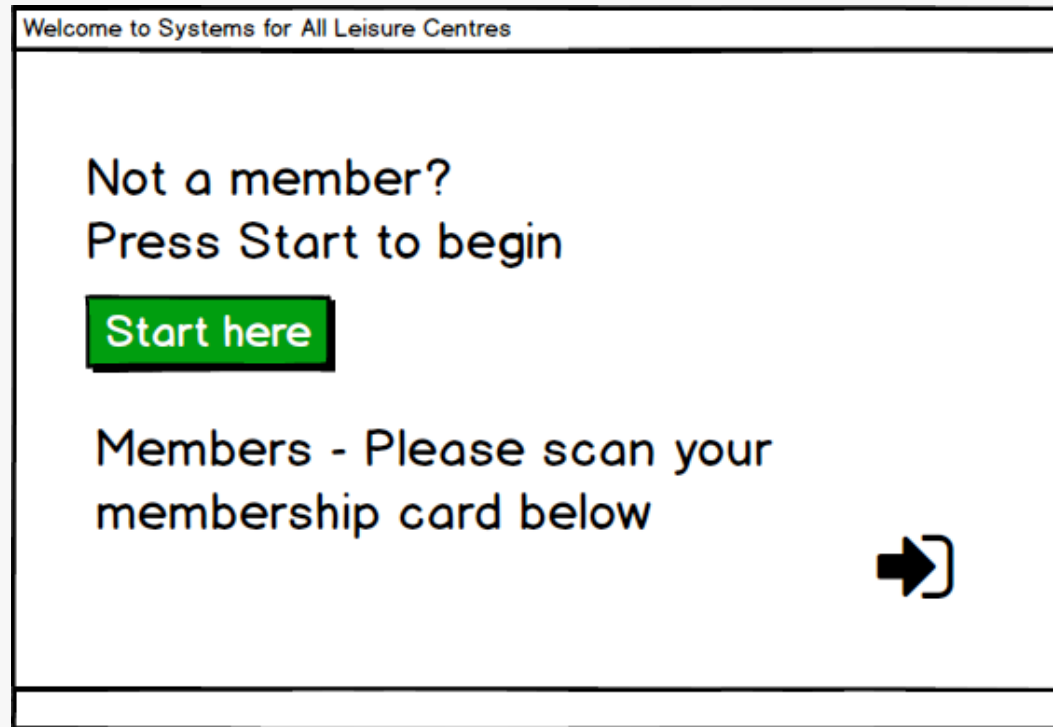 Welcome to Systems for All Leisure Centres
Not a member?
Press Start to begin
Start here
Members - Please scan your
membership card below